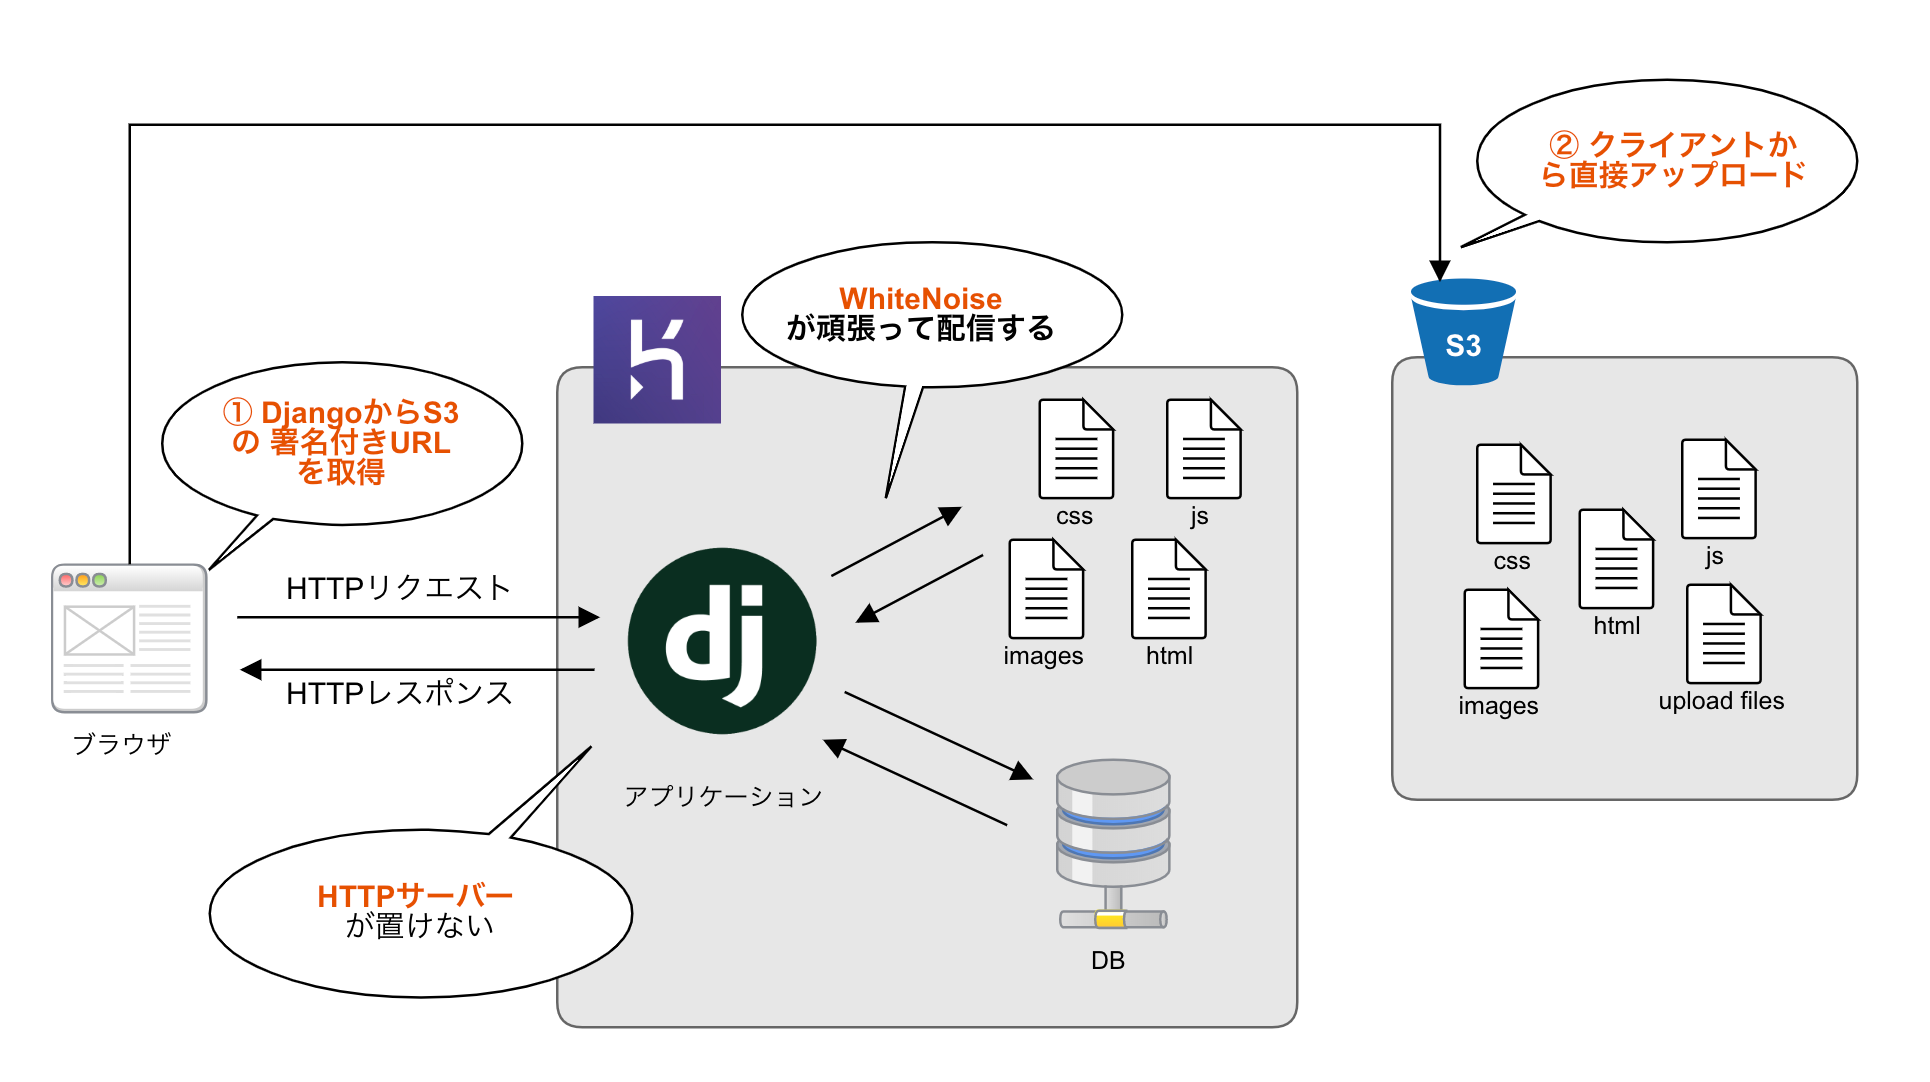 ② クライアントか
ら直接アップロード
WhiteNoise
が頑張って配信する
S3
① DjangoからS3
の 署名付きURL
を取得
css
js
css
js
html
HTTPリクエスト
images
html
images
upload files
HTTPレスポンス
dj
ブラウザ
アプリケーション
HTTPサーバー
が置けない
DB